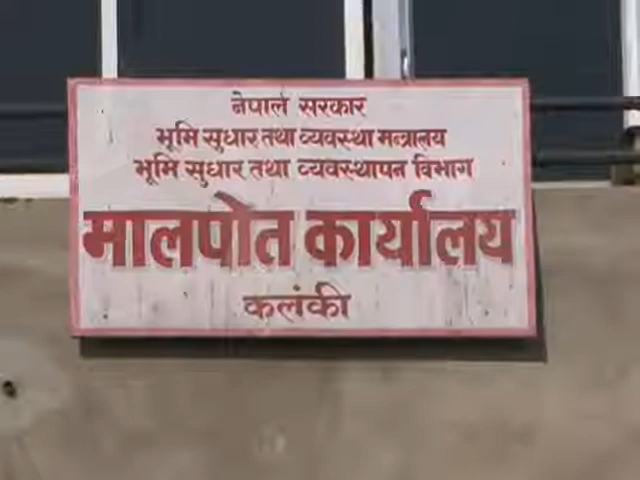 नेपाल सरकार
भूमि सुधार तथा व्यवस्था मन्त्रालय
भूमि सुधार तथा व्यवस्थापन विभाग
मालपोत कार्यालय
कलंकी